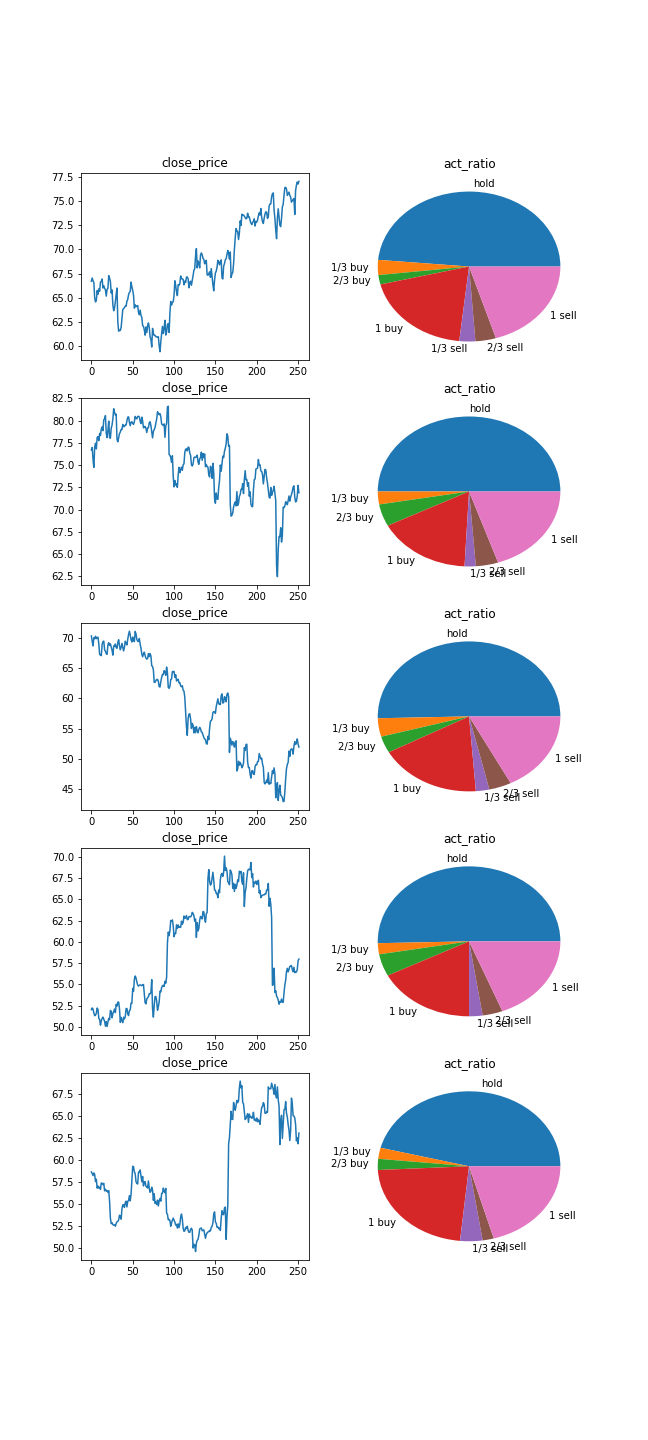 close_price
77.5
75.0
72.5
70.0
67.5
65.0
62.5
60.0
0 50 100 150 200 250
act_ratio
hold
1/3 buy
2/3 buy
1 buy
1/3 sell
2/3 sell
1 sell
close_price
82.5
80.0
77.5
75.0
72.5
70.0
67.5
65.0
62.5
0 50 100 150 200 250
act_ratio
hold
1/3 buy
2/3 buy
1 buy
1/3 sell
2/3 sell
1 sell
close_price
70
65
60
55
50
45
0 50 100 150 200 250
act_ratio
hold
1/3 buy
2/3 buy
1 buy
1/3 sell
2/3 sell
1 sell
close_price
70.0
67.5
65.0
62.5
60.0
57.5
55.0
52.5
50.0
0 50 100 150 200 250
act_ratio
hold
1/3 buy
2/3 buy
1 buy
1/3 sell
2/3 sell
1 sell
close_price
67.5
65.0
62.5
60.0
57.5
55.0
52.5
50.0
0 50 100 150 200 250
act_ratio
hold
1/3 buy
2/3 buy
1 buy
1/3 sell
2/3 sell
1 sell